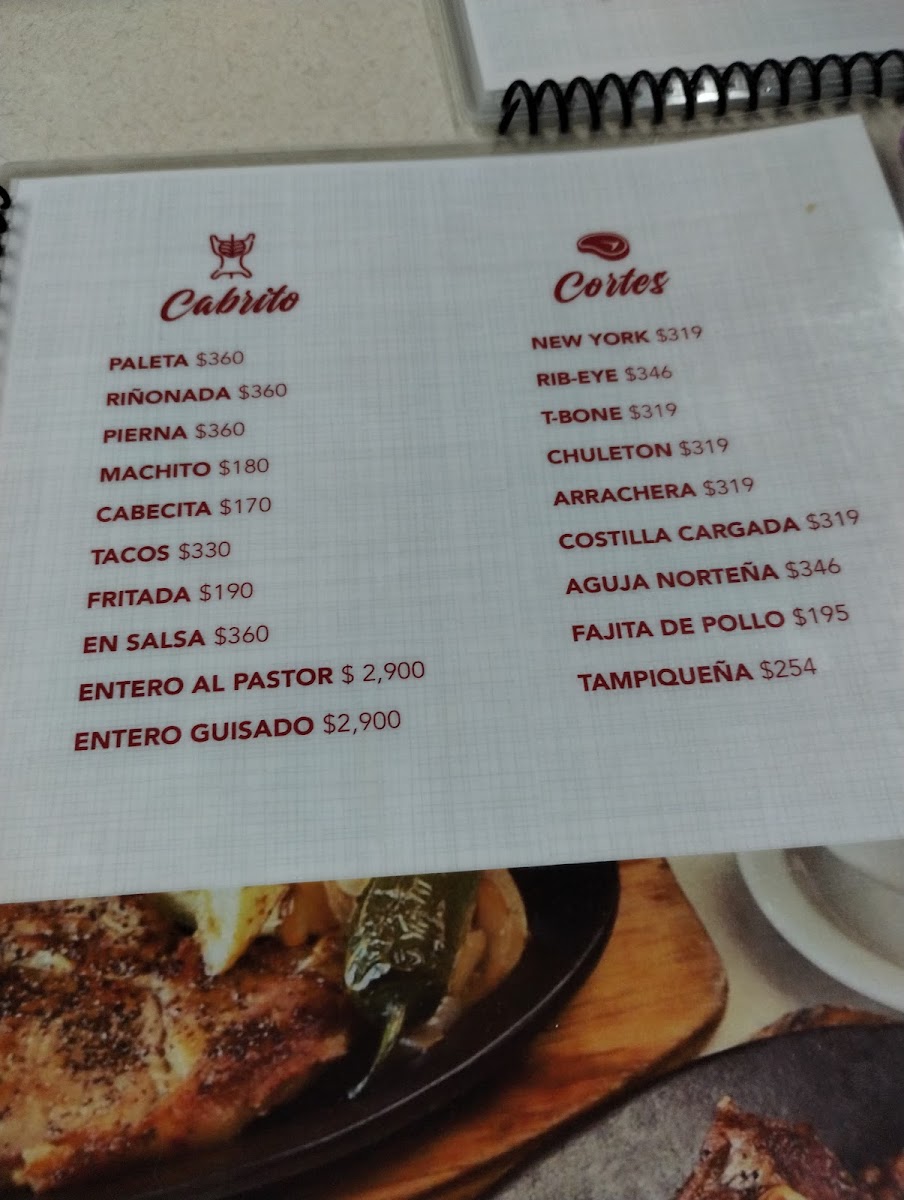 Cabrito
PALETA $360
RIÑONADA $360
PIERNA $360
MACHITO $180
CABECITA $170
TACOS $330
FRITADA $190
EN SALSA $360
ENTERO AL PASTOR $ 2,900
ENTERO GUISADO $2,900
Cortes
NEW YORK $319
RIB-EYE $346
T-BONE $319
CHULETON $319
ARRACHERA $319
COSTILLA CARGADA $319
AGUJA NORTEÑA $346
FAJITA DE POLLO $195
TAMPIQUEÑA $254